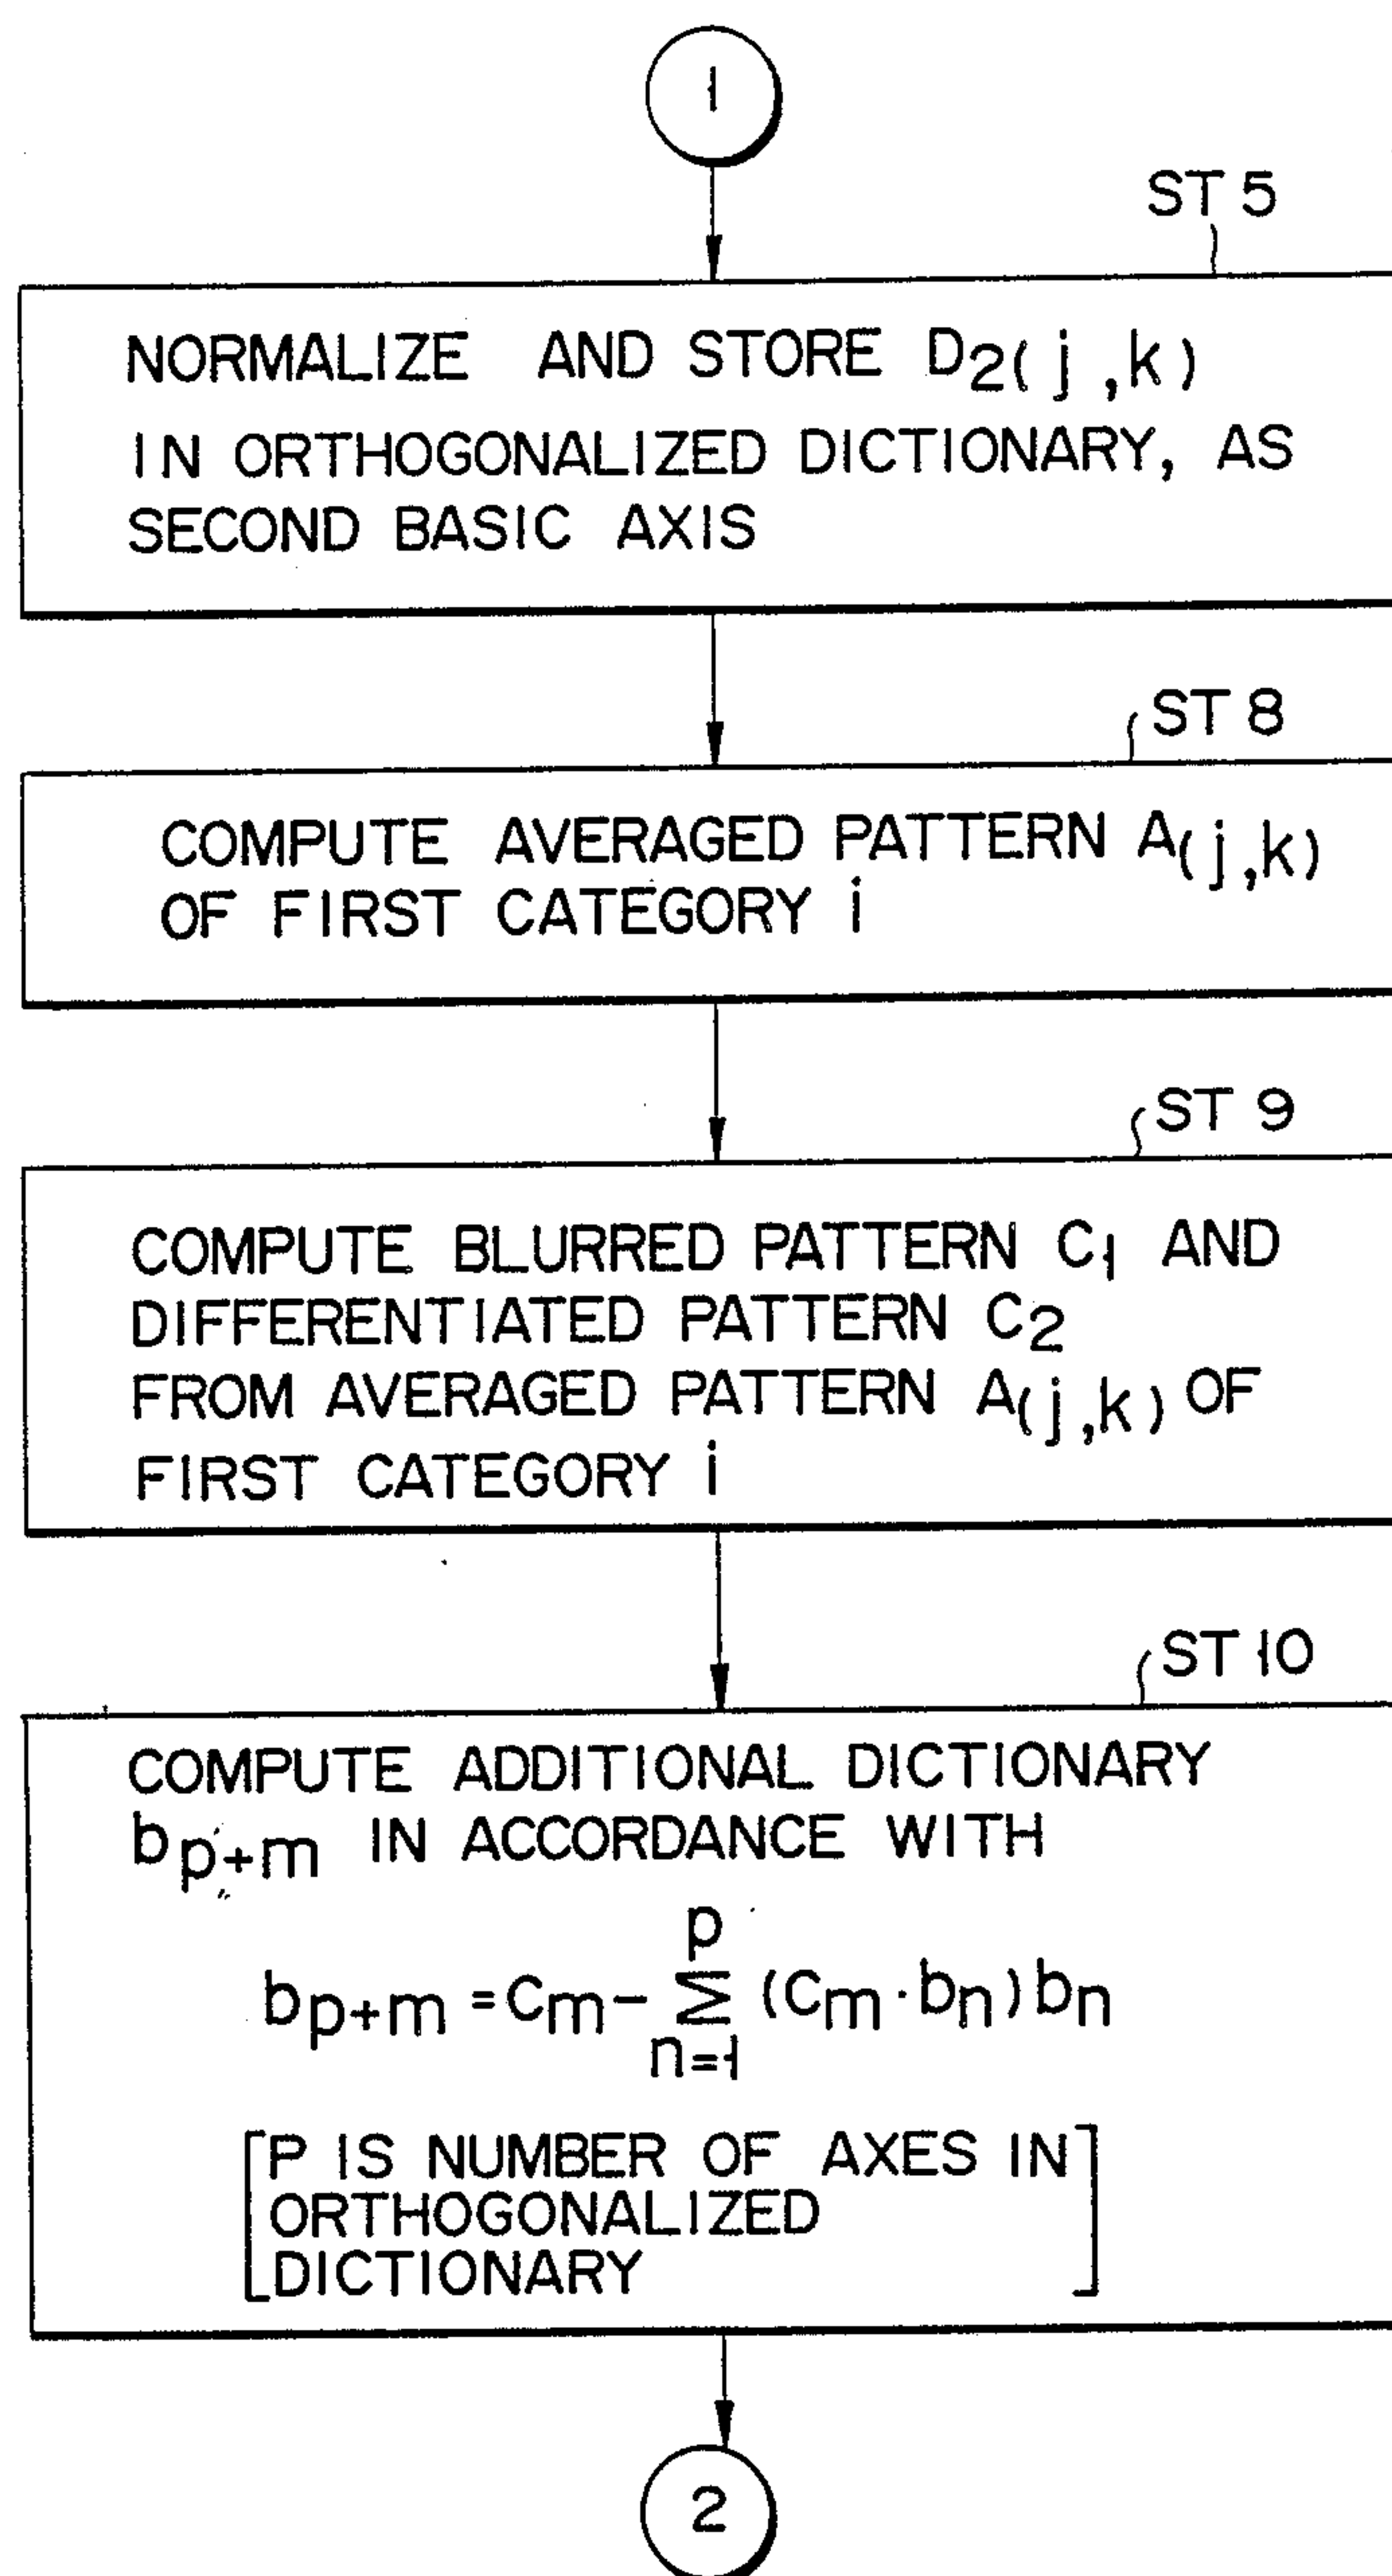 1
ST 5
NORMALIZE AND STORE D2(j,k)
IN ORTHOGONALIZED DICTIONARY, AS
SECOND BASIC AXIS
ST 8
COMPUTE AVERAGED PATTERN A(j,k)
OF FIRST CATEGORY i
ST 9
COMPUTE BLURRED PATTERN C1 AND
DIFFERENTIATED PATTERN C2
FROM AVERAGED PATTERN A(j,k) OF
FIRST CATEGORY i
ST 10
COMPUTE ADDITIONAL DICTIONARY
bp+m IN ACCORDANCE WITH
p
bp+m = Cm − Σ (Cm·bn)bn
n=1
[P IS NUMBER OF AXES IN
ORTHOGONALIZED
DICTIONARY]
2